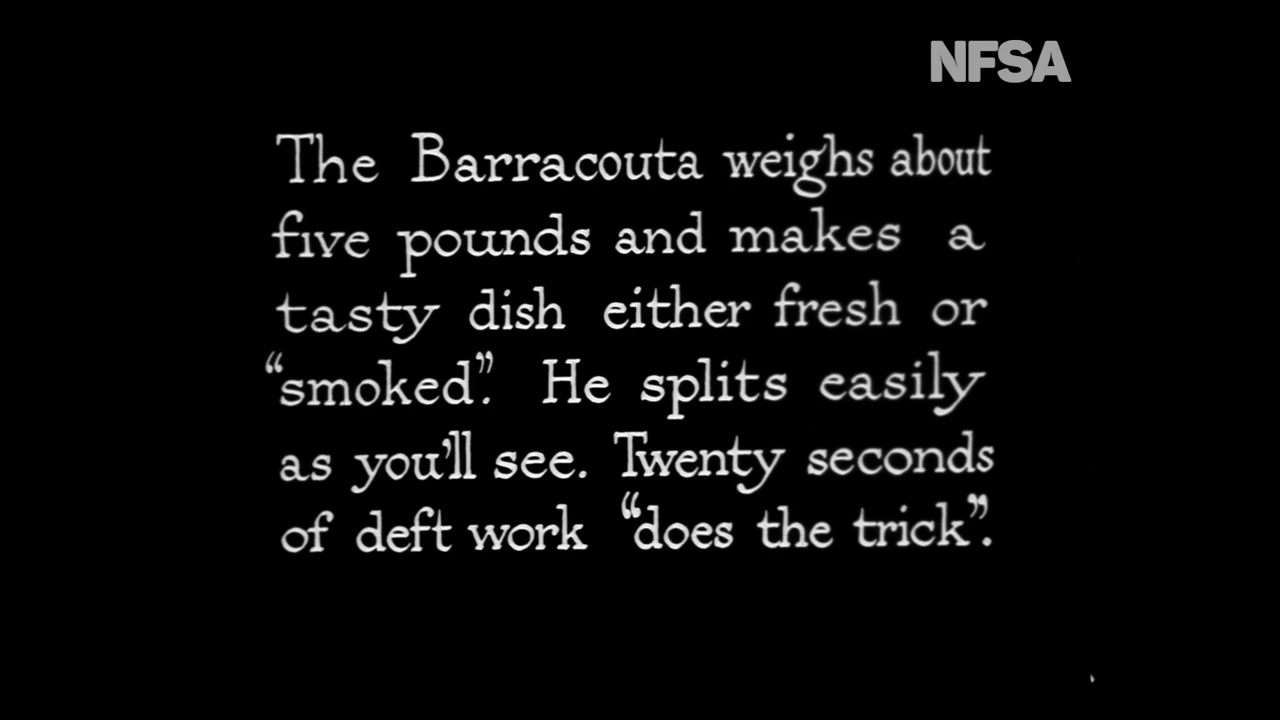 NFSA
The Barracouta weighs about
five pounds and makes a
tasty dish either fresh or
“smoked”. He splits easily
as you'll see. Twenty seconds
of deft work “does the trick”.